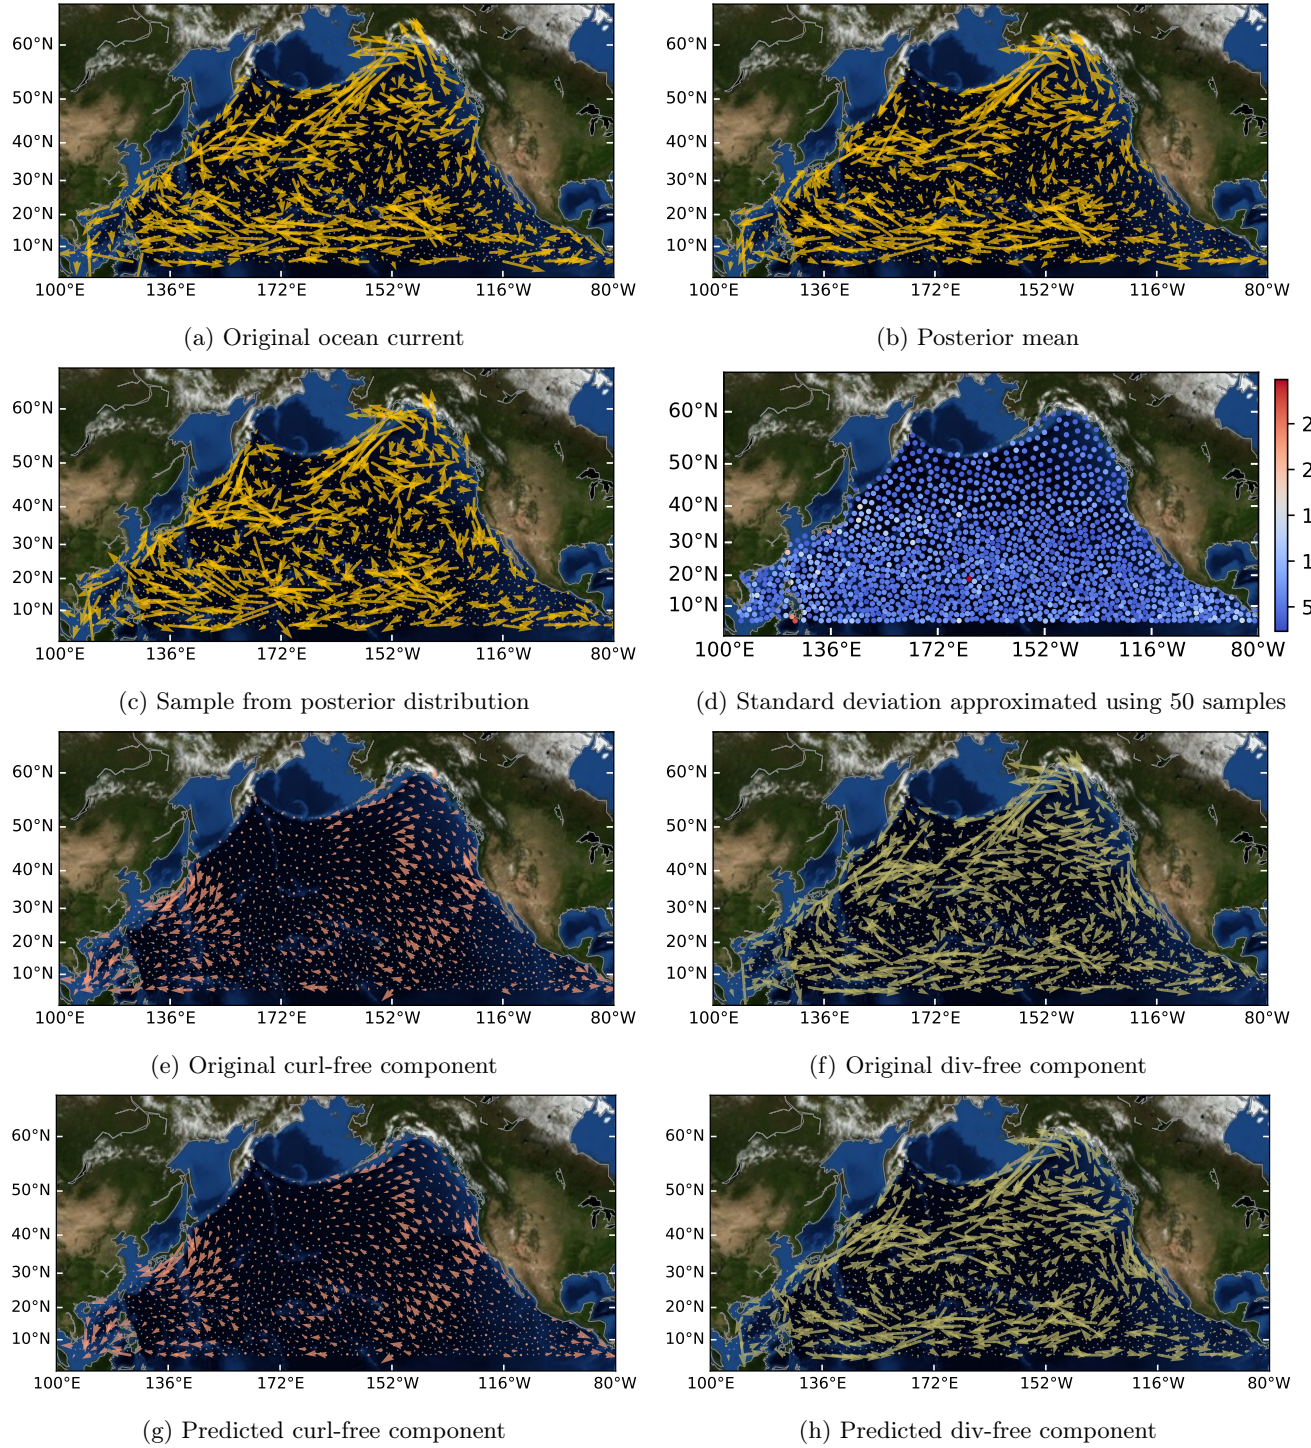 60°N
50°N
40°N
30°N
20°N
10°N
100°E 136°E 172°E 152°W 116°W 80°W
(a) Original ocean current
60°N
50°N
40°N
30°N
20°N
10°N
100°E 136°E 172°E 152°W 116°W 80°W
(b) Posterior mean
60°N
50°N
40°N
30°N
20°N
10°N
100°E 136°E 172°E 152°W 116°W 80°W
(c) Sample from posterior distribution
60°N
50°N
40°N
30°N
20°N
10°N
100°E 136°E 172°E 152°W 116°W 80°W
2
2
1
1
5
(d) Standard deviation approximated using 50 samples
60°N
50°N
40°N
30°N
20°N
10°N
100°E 136°E 172°E 152°W 116°W 80°W
(e) Original curl-free component
60°N
50°N
40°N
30°N
20°N
10°N
100°E 136°E 172°E 152°W 116°W 80°W
(f) Original div-free component
60°N
50°N
40°N
30°N
20°N
10°N
100°E 136°E 172°E 152°W 116°W 80°W
(g) Predicted curl-free component
60°N
50°N
40°N
30°N
20°N
10°N
100°E 136°E 172°E 152°W 116°W 80°W
(h) Predicted div-free component